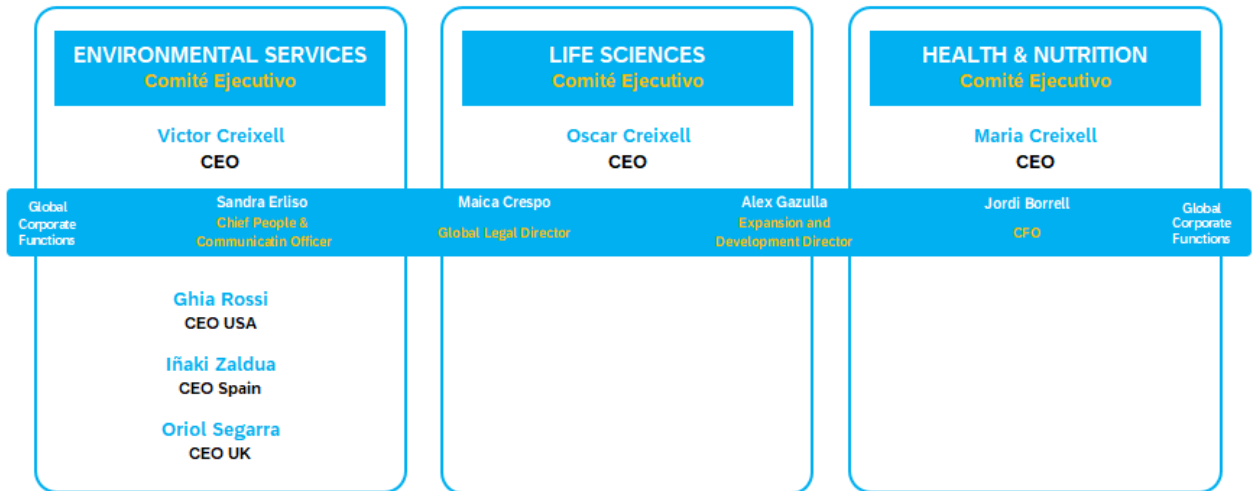 ENVIRONMENTAL SERVICES
Comité Ejecutivo
Victor Creixell
CEO
LIFE SCIENCES
Comité Ejecutivo
Oscar Creixell
CEO
HEALTH & NUTRITION
Comité Ejecutivo
Maria Creixell
CEO
Global
Corporate
Functions
Sandra Erliso
Chief People &
Communicatin Officer
Maica Crespo
Global Legal Director
Alex Gazulla
Expansion and
Development Director
Jordi Borrell
CFO
Global
Corporate
Functions
Ghia Rossi
CEO USA
Iñaki Zaldua
CEO Spain
Oriol Segarra
CEO UK